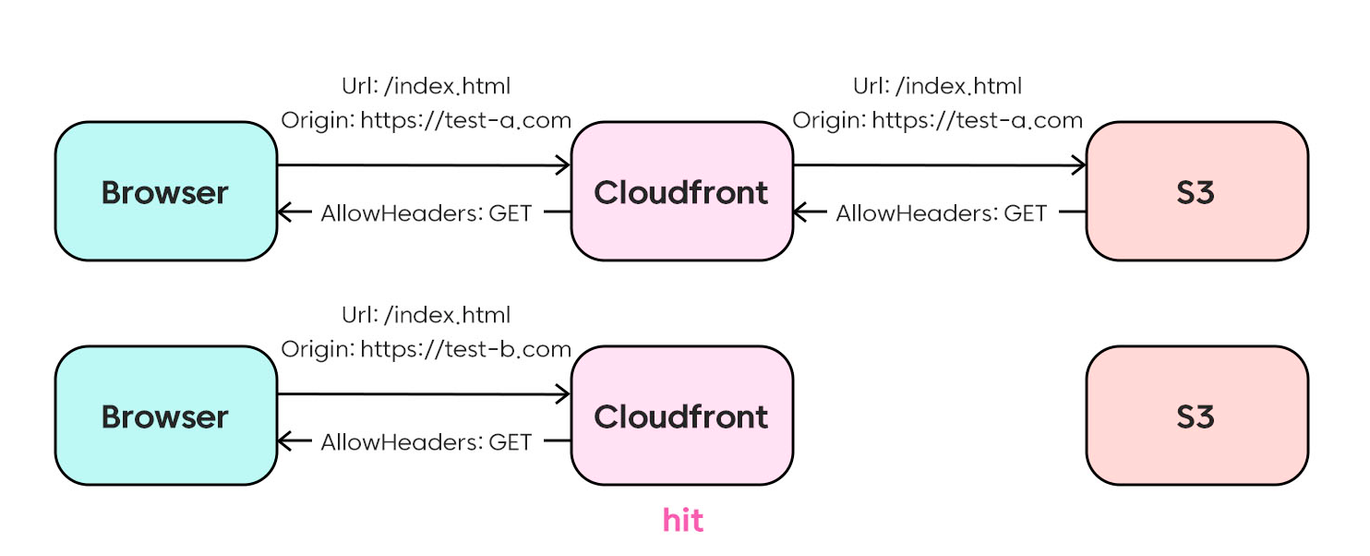 Url: /index.html
Origin: https://test-a.com
Url: /index.html
Origin: https://test-a.com
Browser
Cloudfront
S3
AllowHeaders: GET
AllowHeaders: GET
Url: /index.html
Origin: https://test-b.com
Browser
Cloudfront
S3
AllowHeaders: GET
hit